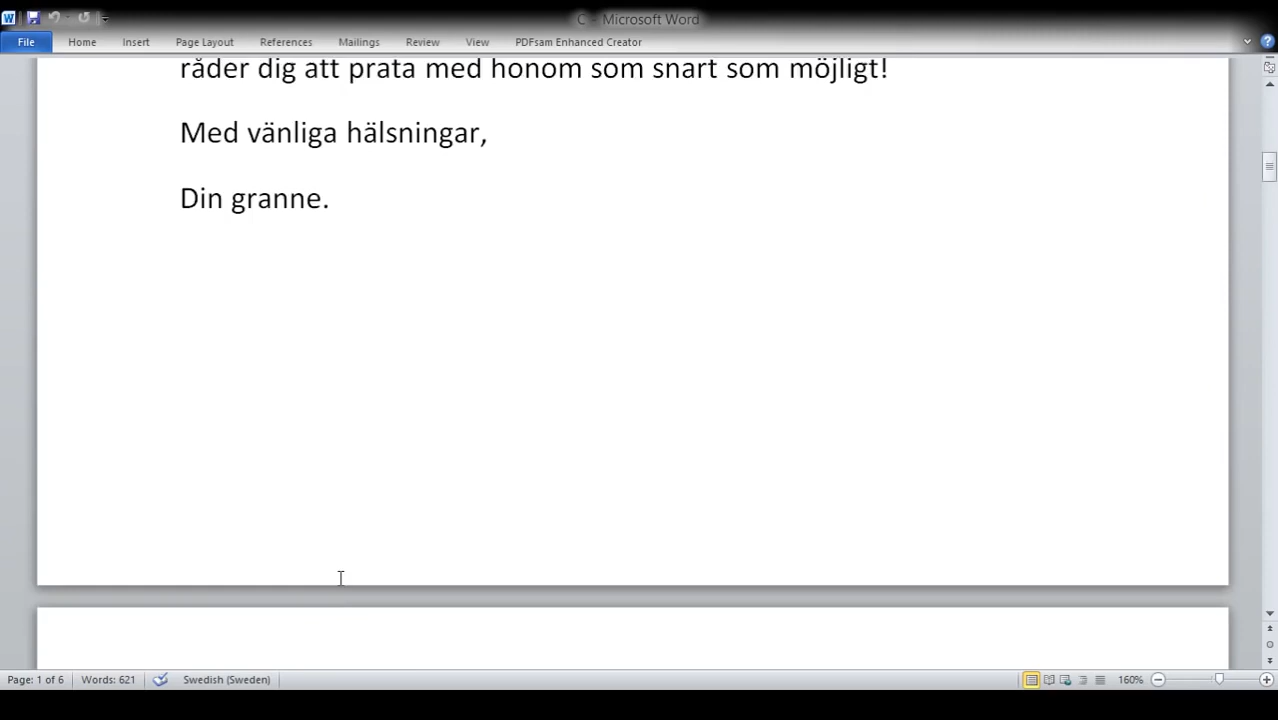 C - Microsoft Word
File Home Insert Page Layout References Mailings Review View PDFsam Enhanced Creator
råder dig att prata med honom som snart som möjligt!
Med vänliga hälsningar,
Din granne.
Page: 1 of 6 Words: 621 Swedish (Sweden) 160%